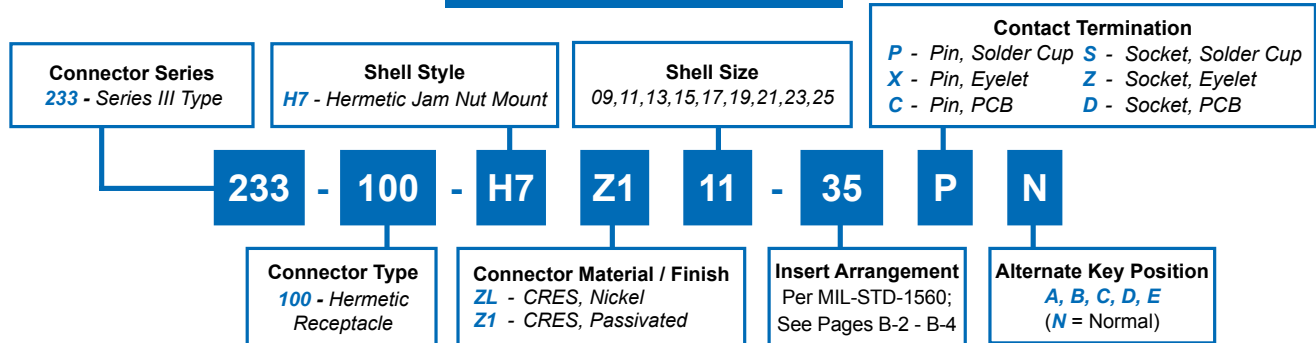 Connector Series
233 - Series III Type
Shell Style
H7 - Hermetic Jam Nut Mount
Shell Size
09,11,13,15,17,19,21,23,25
Contact Termination
P - Pin, Solder Cup S - Socket, Solder Cup
X - Pin, Eyelet Z - Socket, Eyelet
C - Pin, PCB D - Socket, PCB
233 - 100 - H7 Z1 11 - 35 P N
Connector Type
100 - Hermetic
Receptacle
Connector Material / Finish
ZL - CRES, Nickel
Z1 - CRES, Passivated
Insert Arrangement
Per MIL-STD-1560;
See Pages B-2 - B-4
Alternate Key Position
A, B, C, D, E
(N = Normal)